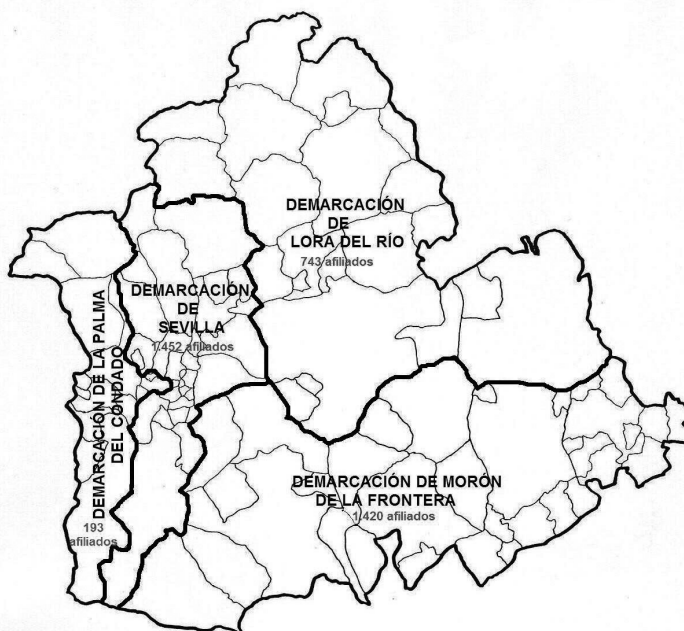 DEMARCACIÓN
DE
LORA DEL RÍO
743 afiliados
DEMARCACIÓN
DE
SEVILLA
1.452 afiliados
DEMARCACIÓN DE LA PALMA
DEL CONDADO
193
afiliados
DEMARCACIÓN DE MORÓN
DE LA FRONTERA
1.420 afiliados